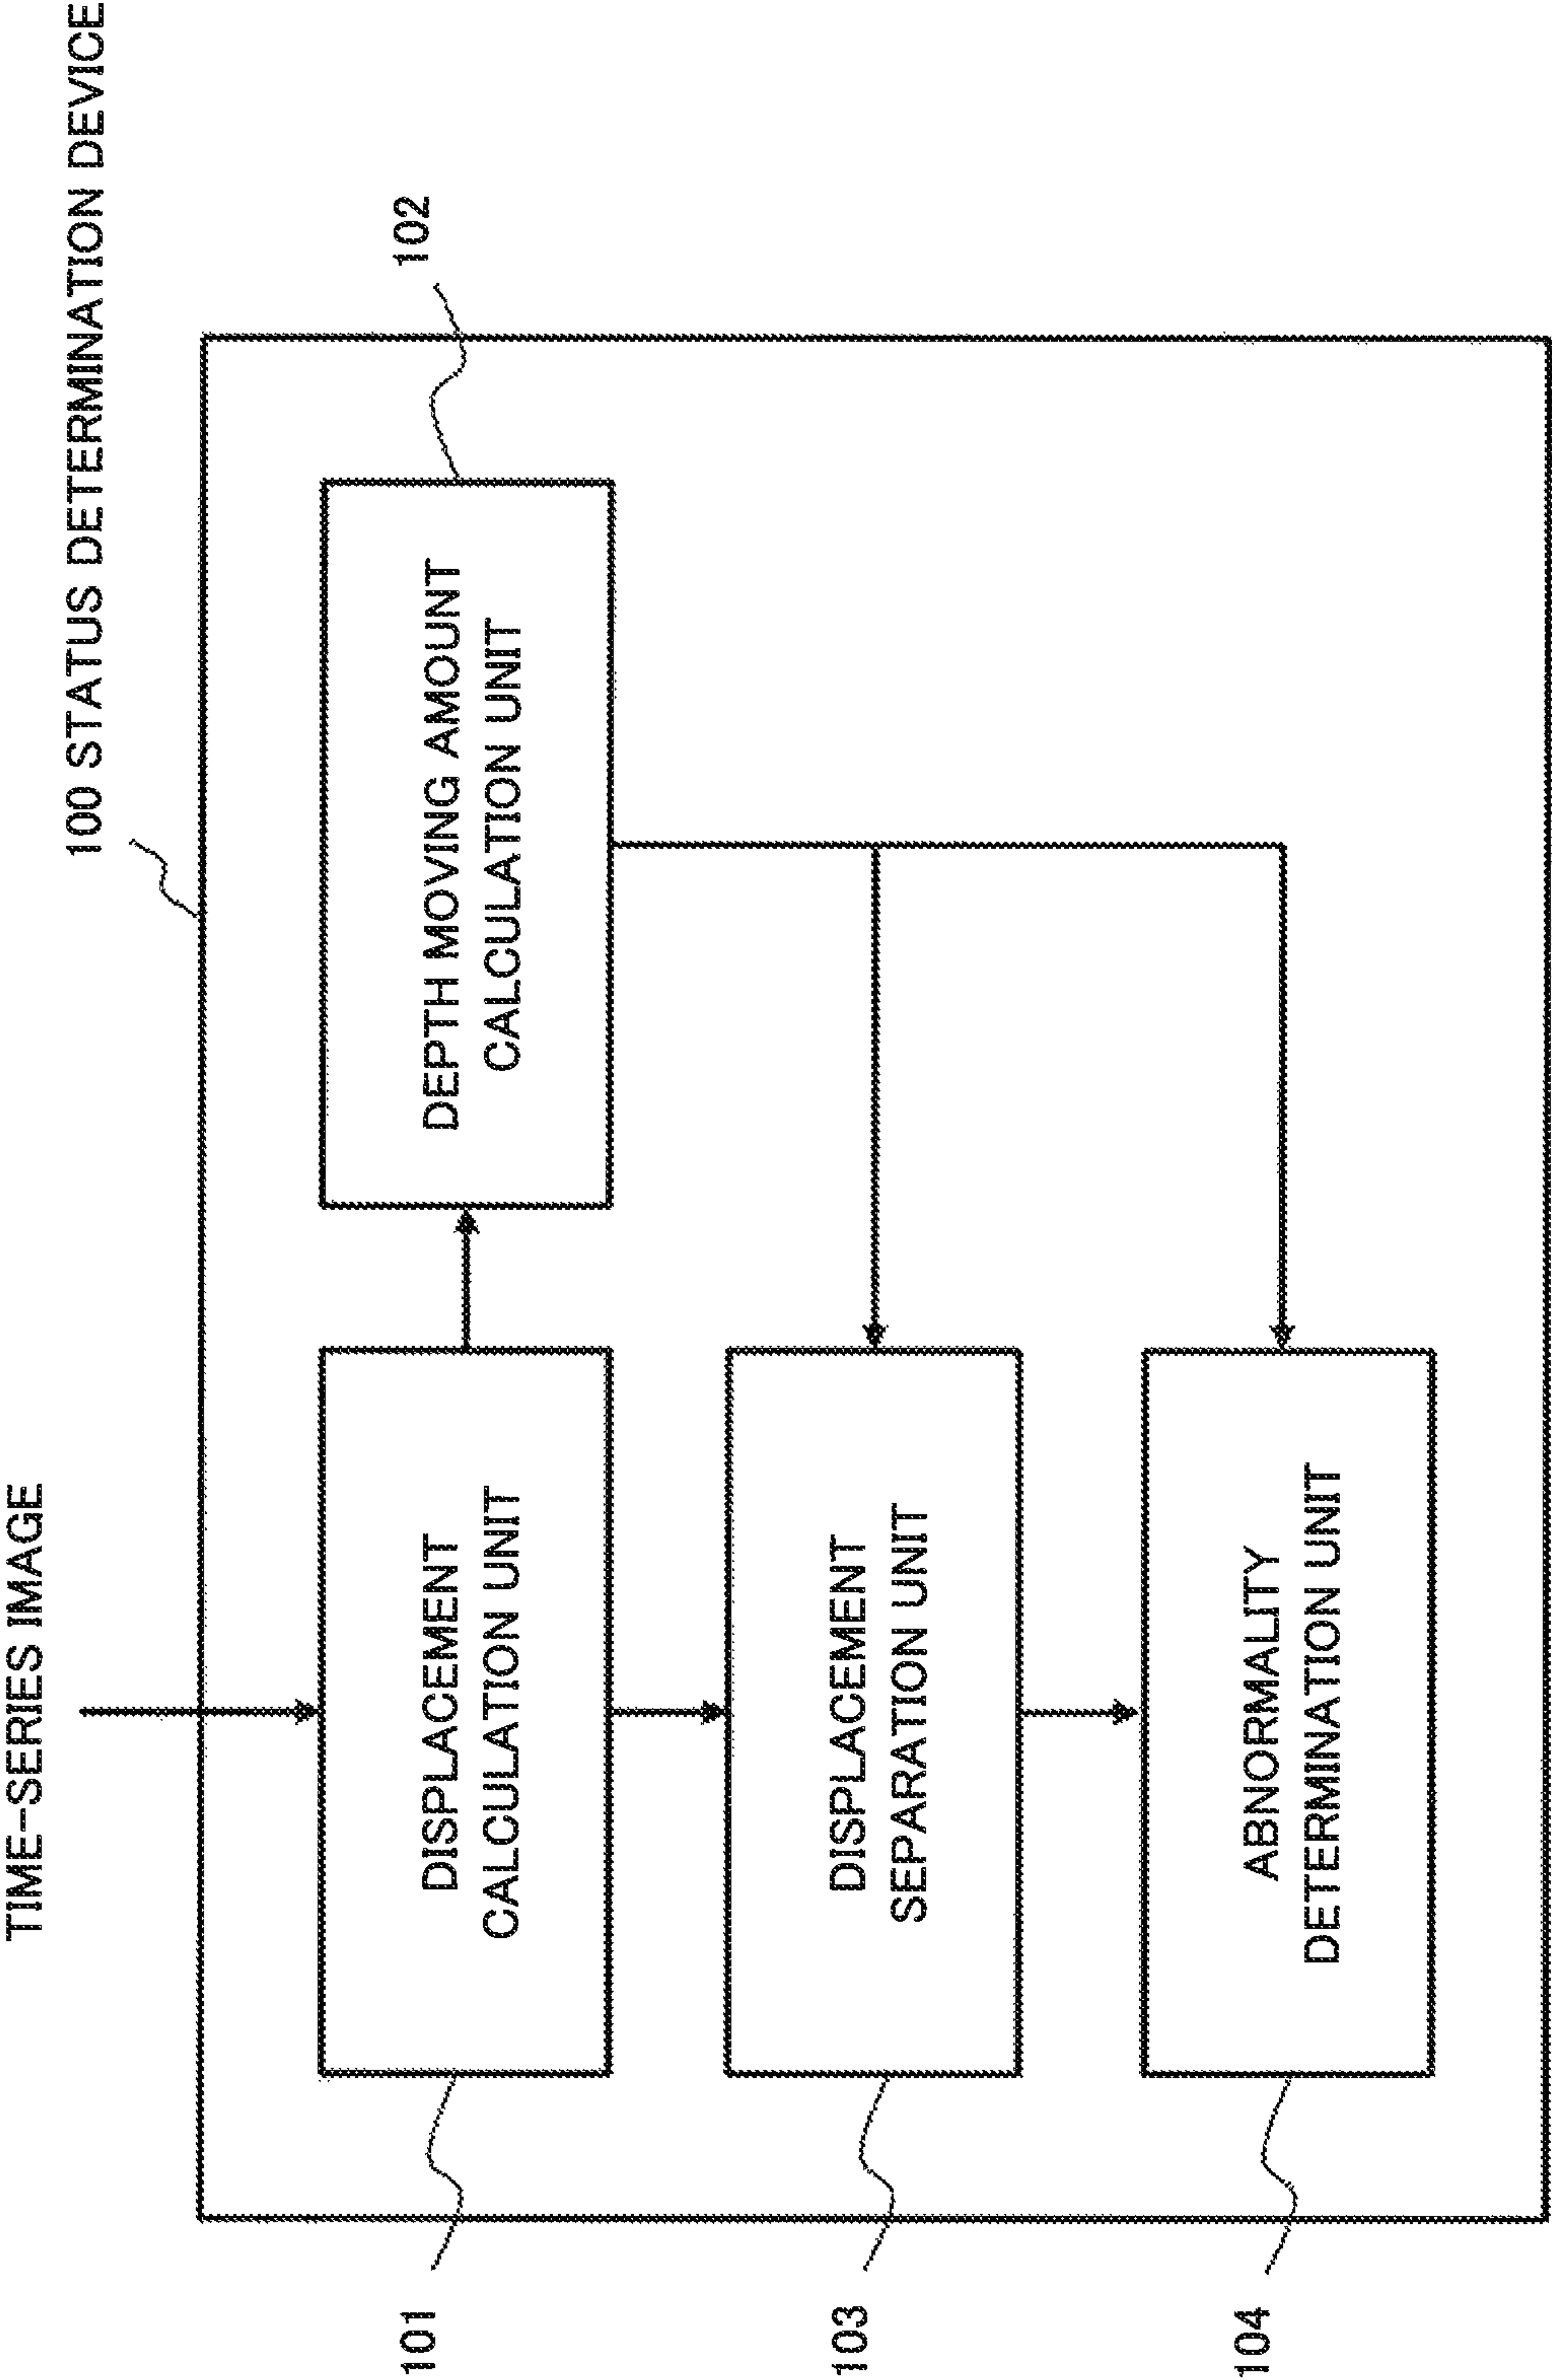 TIME-SERIES IMAGE
100 STATUS DETERMINATION DEVICE
101
DISPLACEMENT
CALCULATION UNIT
DEPTH MOVING AMOUNT
CALCULATION UNIT
102
103
DISPLACEMENT
SEPARATION UNIT
104
ABNORMALITY
DETERMINATION UNIT